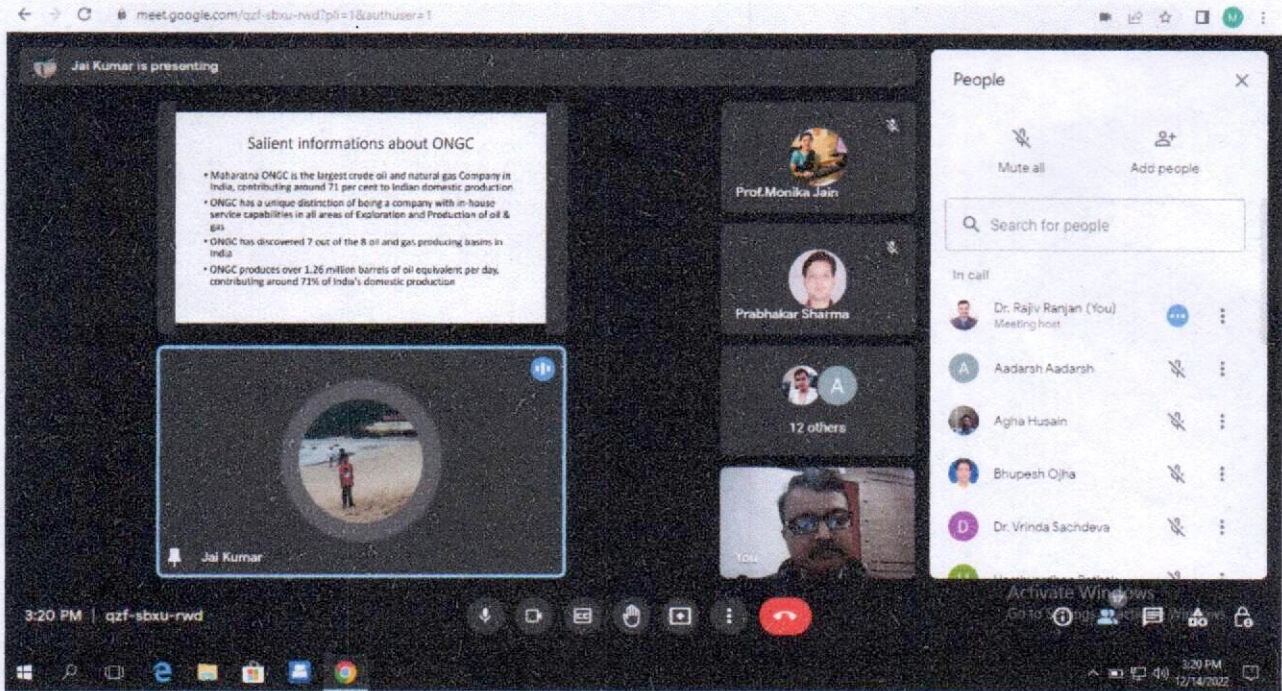 meet.google.com/qzf-sbxu-rwd?pli=1&authuser=1
M
Jai Kumar is presenting
Salient informations about ONGC
• Maharatna ONGC is the largest crude oil and natural gas Company in
India, contributing around 71 per cent to Indian domestic production
• ONGC has a unique distinction of being a company with in-house
service capabilities in all areas of Exploration and Production of oil &
gas
• ONGC has discovered 7 out of the 8 oil and gas producing basins in
India
• ONGC produces over 1.26 million barrels of oil equivalent per day,
contributing around 71% of India's domestic production
Jai Kumar
Prof.Monika Jain
Prabhakar Sharma
A
12 others
You
People
Mute all
Add people
Search for people
In call
Dr. Rajiv Ranjan (You)
Meeting host
A
Aadarsh Aadarsh
Agha Husain
Bhupesh Ojha
D
Dr. Vrinda Sachdeva
Activate Windows
Go to
3:20 PM | qzf-sbxu-rwd
3:20 PM
12/14/2022